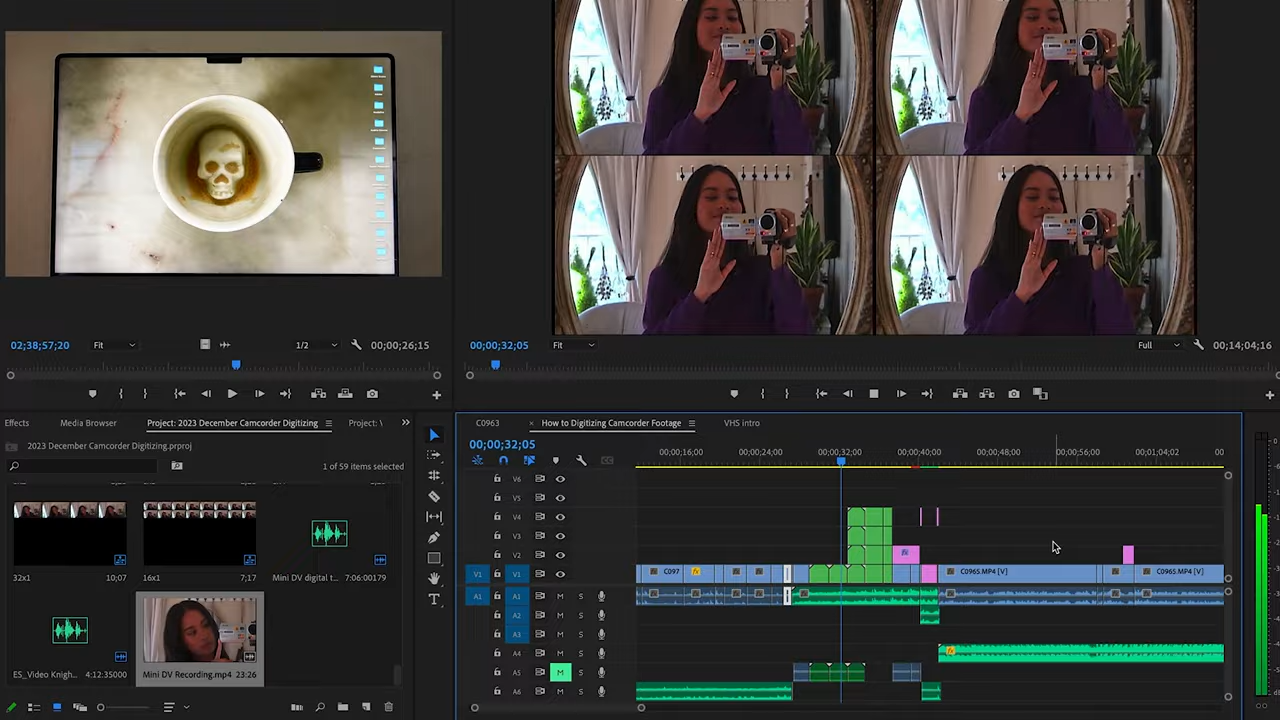 02;38;57;20
Fit
1/2
00;00;26;15
00;00;32;05
Fit
Full
00;14;04;16
Effects
Media Browser
Project: 2023 December Camcorder Digitizing
Project: \
2023 December Camcorder Digitizing.prproj
1 of 59 items selected
32x1
10;07
16x1
7;17
Mini DV digital t...
7:06:00179
ES_Video Knigh...
4:12.35000
Mini DV Recording.mp4
23:26
C0963
× How to Digitizing Camcorder Footage
VHS intro
00;00;32;05
00;00;16;00
00;00;24;00
00;00;32;00
00;00;40;00
00;00;48;00
00;00;56;00
00;01;04;02
00
V6
V5
V4
V3
V2
V1 V1
C097
fx
fx
C0965.MP4 [V]
C0965.MP4 [V]
A1 A1 M S
A2 M S
A3 M S
A4 M S
fx
A5 M S
A6 M S